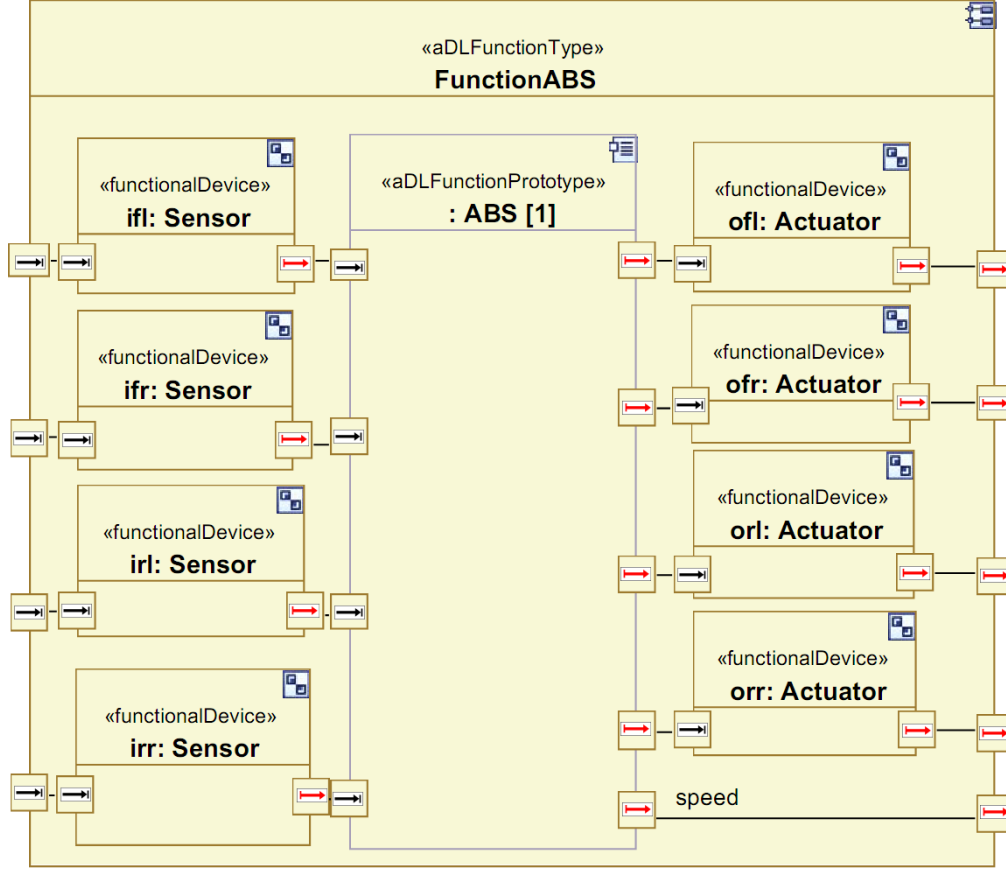 «aDLFunctionType»
FunctionABS
«functionalDevice»
ifl: Sensor
«functionalDevice»
ifr: Sensor
«functionalDevice»
irl: Sensor
«functionalDevice»
irr: Sensor
«aDLFunctionPrototype»
: ABS [1]
«functionalDevice»
ofl: Actuator
«functionalDevice»
ofr: Actuator
«functionalDevice»
orl: Actuator
«functionalDevice»
orr: Actuator
speed